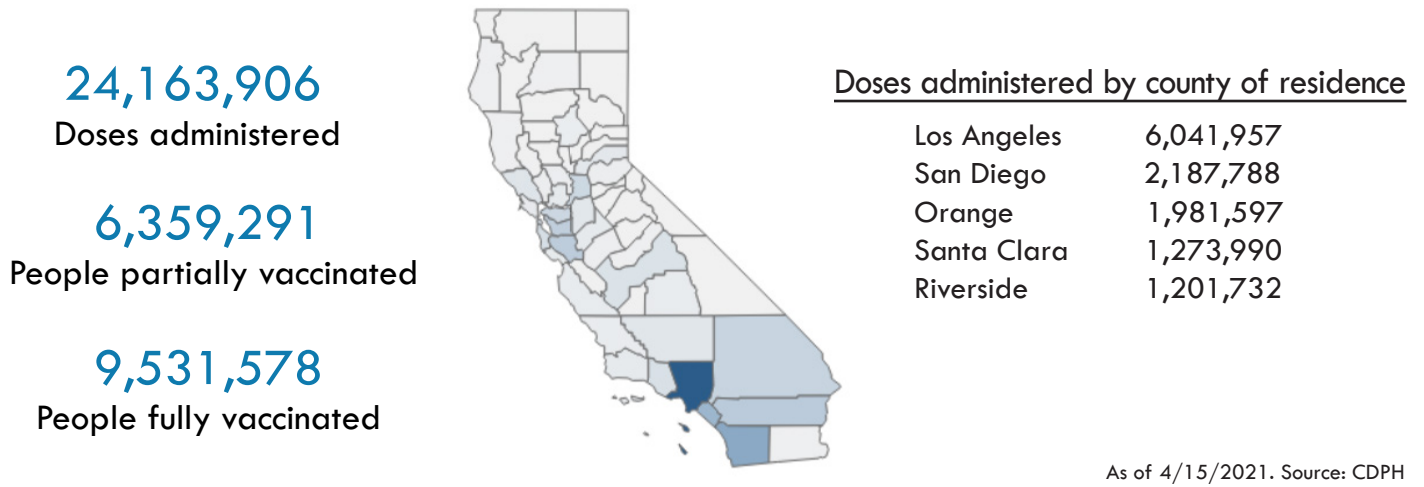 24,163,906
Doses administered
6,359,291
People partially vaccinated
9,531,578
People fully vaccinated
Doses administered by county of residence
Los Angeles 6,041,957
San Diego 2,187,788
Orange 1,981,597
Santa Clara 1,273,990
Riverside 1,201,732
As of 4/15/2021. Source: CDPH